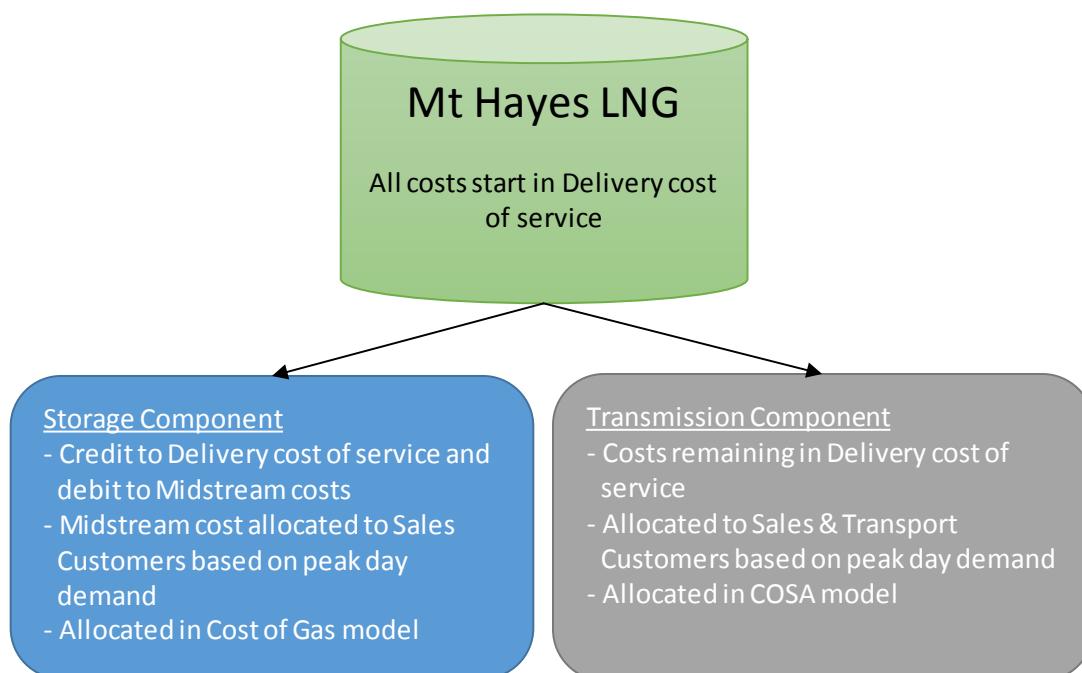 Mt Hayes LNG
All costs start in Delivery cost
of service
Storage Component
- Credit to Delivery cost of service and
debit to Midstream costs
- Midstream cost allocated to Sales
Customers based on peak day
demand
- Allocated in Cost of Gas model
Transmission Component
- Costs remaining in Delivery cost of
service
- Allocated to Sales & Transport
Customers based on peak day demand
- Allocated in COSA model